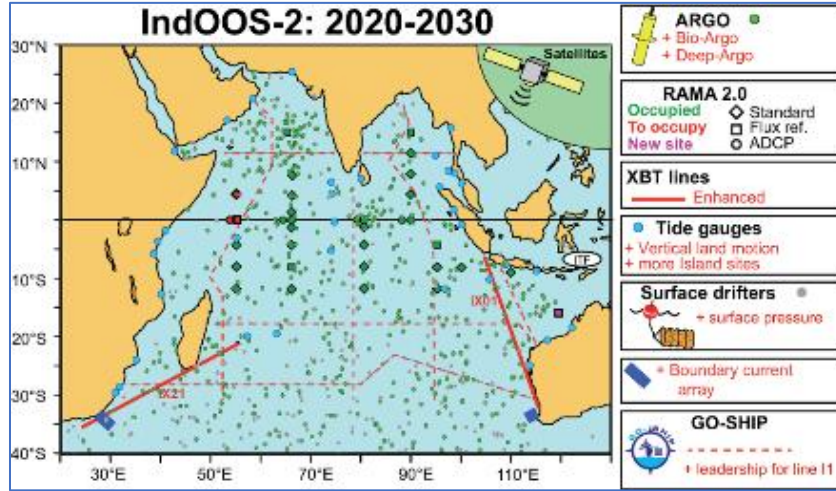 IndOOS-2: 2020-2030
30°N
20°N
10°N
0°
10°S
20°S
30°S
40°S
30°E
50°E
70°E
90°E
110°E
Satellites
ITF
IX01
IX21
ARGO
+ Bio-Argo
+ Deep-Argo
RAMA 2.0
Occupied
To occupy
New site
Standard
Flux ref.
ADCP
XBT lines
Enhanced
Tide gauges
+ Vertical land motion
+ more Island sites
Surface drifters
+ surface pressure
+ Boundary current
array
GO-SHIP
GO-SHIP
+ leadership for line I1